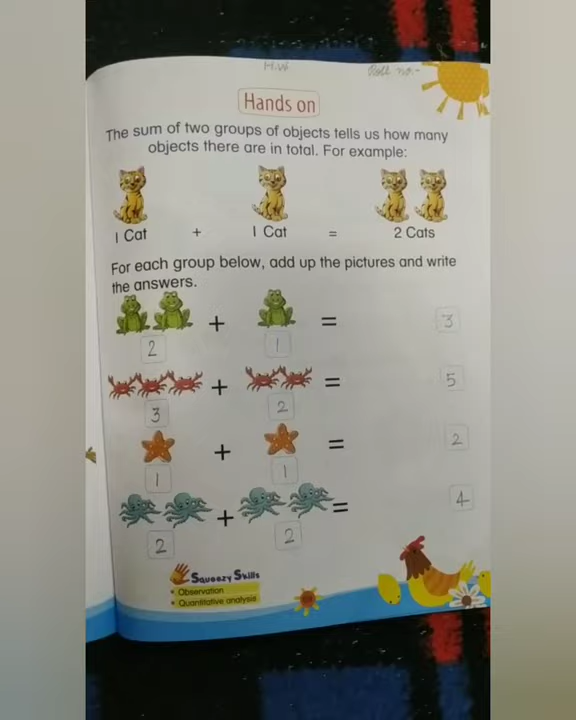 H.W Roll no.-
Hands on
The sum of two groups of objects tells us how many
objects there are in total. For example:
1 Cat + 1 Cat = 2 Cats
For each group below, add up the pictures and write
the answers.
+ = 3
2 1
+ = 5
3 2
+ = 2
1 1
+ = 4
2 2
Squeezy Skills
• Observation
• Quantitative analysis